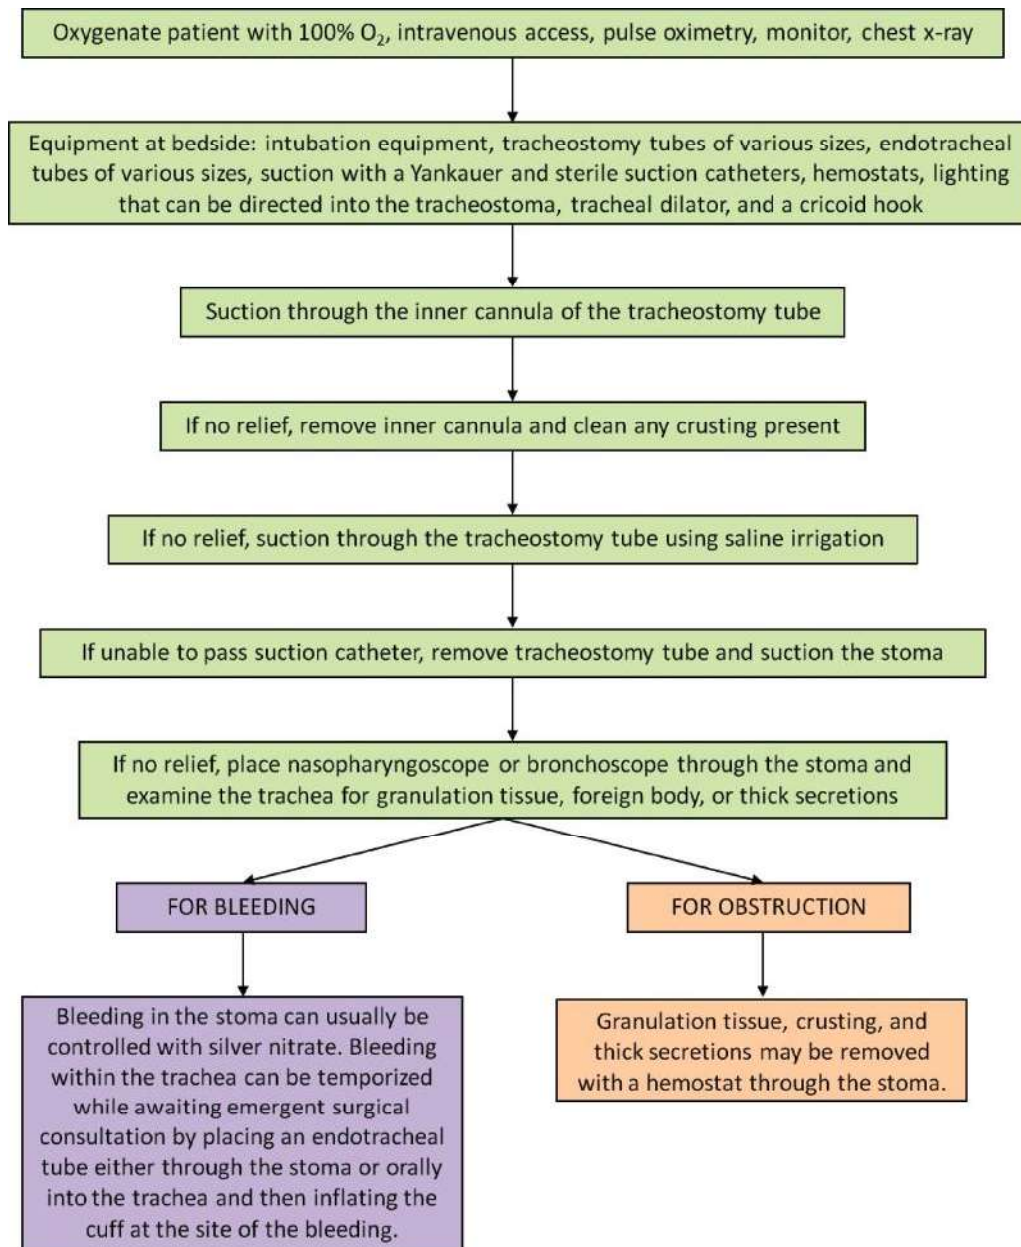 Oxygenate patient with 100% O₂, intravenous access, pulse oximetry, monitor, chest x-ray
Equipment at bedside: intubation equipment, tracheostomy tubes of various sizes, endotracheal
tubes of various sizes, suction with a Yankauer and sterile suction catheters, hemostats, lighting
that can be directed into the tracheostoma, tracheal dilator, and a cricoid hook
Suction through the inner cannula of the tracheostomy tube
If no relief, remove inner cannula and clean any crusting present
If no relief, suction through the tracheostomy tube using saline irrigation
If unable to pass suction catheter, remove tracheostomy tube and suction the stoma
If no relief, place nasopharyngoscope or bronchoscope through the stoma and
examine the trachea for granulation tissue, foreign body, or thick secretions
FOR BLEEDING
Bleeding in the stoma can usually be
controlled with silver nitrate. Bleeding
within the trachea can be temporized
while awaiting emergent surgical
consultation by placing an endotracheal
tube either through the stoma or orally
into the trachea and then inflating the
cuff at the site of the bleeding.
FOR OBSTRUCTION
Granulation tissue, crusting, and
thick secretions may be removed
with a hemostat through the stoma.